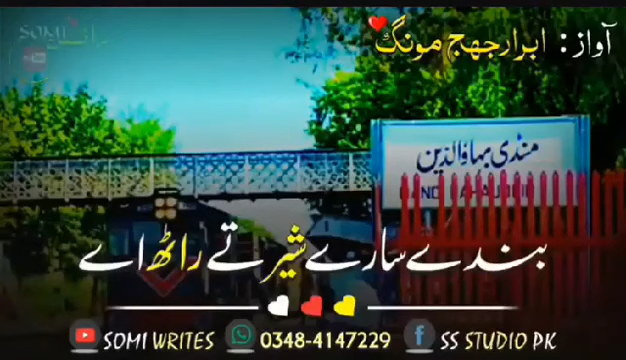 SOMI
آواز: ابرار جھج مونگ
منڈی بہاؤالدین
بندے سارے شیر تے راٹھ اے
SOMI WRITES 0348-4147229 SS STUDIO PK